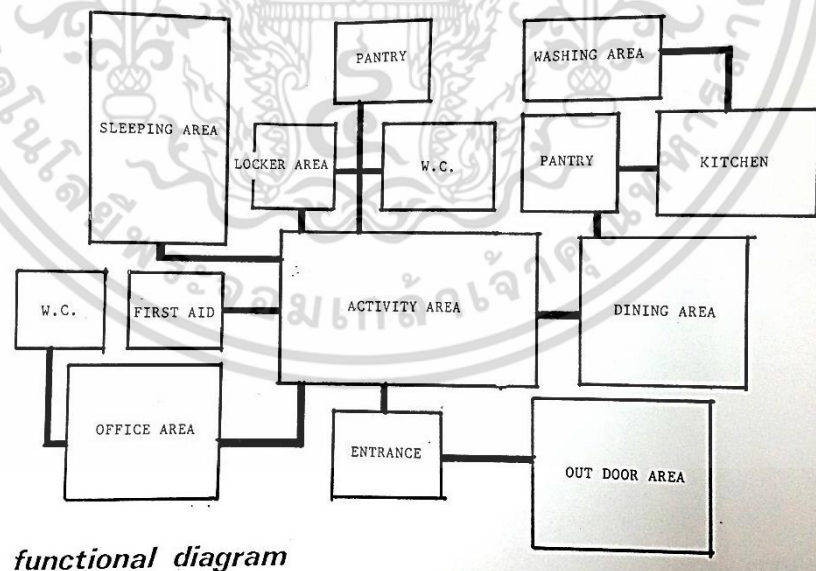 PANTRY
WASHING AREA
SLEEPING AREA
LOCKER AREA
W.C.
PANTRY
KITCHEN
W.C.
FIRST AID
ACTIVITY AREA
DINING AREA
OFFICE AREA
ENTRANCE
OUT DOOR AREA
functional diagram